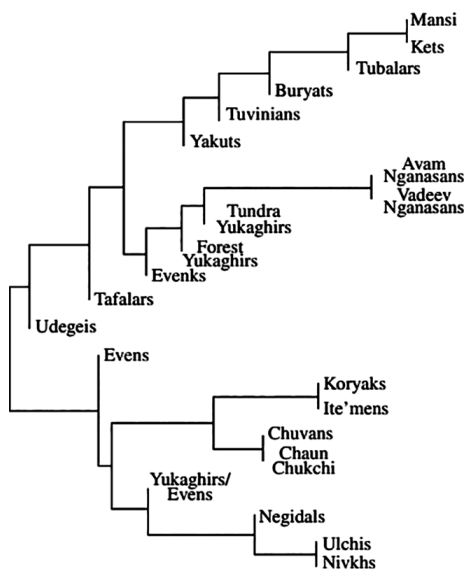 Mansi
Kets
Tubalars
Buryats
Tuvinians
Yakuts
Avam
Nganasans
Vadeev
Nganasans
Tundra
Yukaghirs
Forest
Yukaghirs
Evenks
Tafalars
Udegeis
Evens
Koryaks
Ite'mens
Chuvans
Chaun
Chukchi
Yukaghirs/
Evens
Negidals
Ulchis
Nivkhs